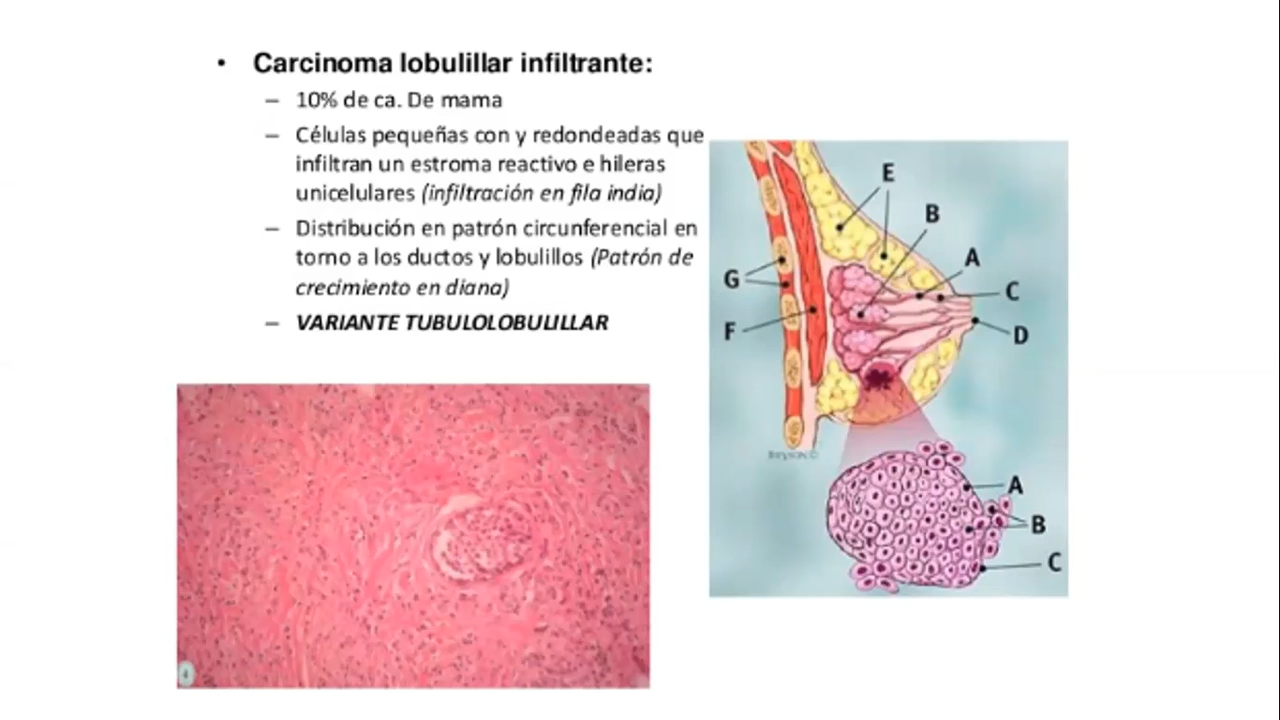 • Carcinoma lobulillar infiltrante:
– 10% de ca. De mama
– Células pequeñas con y redondeadas que
infiltran un estroma reactivo e hileras
unicelulares (infiltración en fila india)
– Distribución en patrón circunferencial en
torno a los ductos y lobulillos (Patrón de
crecimiento en diana)
– VARIANTE TUBULOLOBULILLAR
E
B
A
G
C
F
D
A
B
C